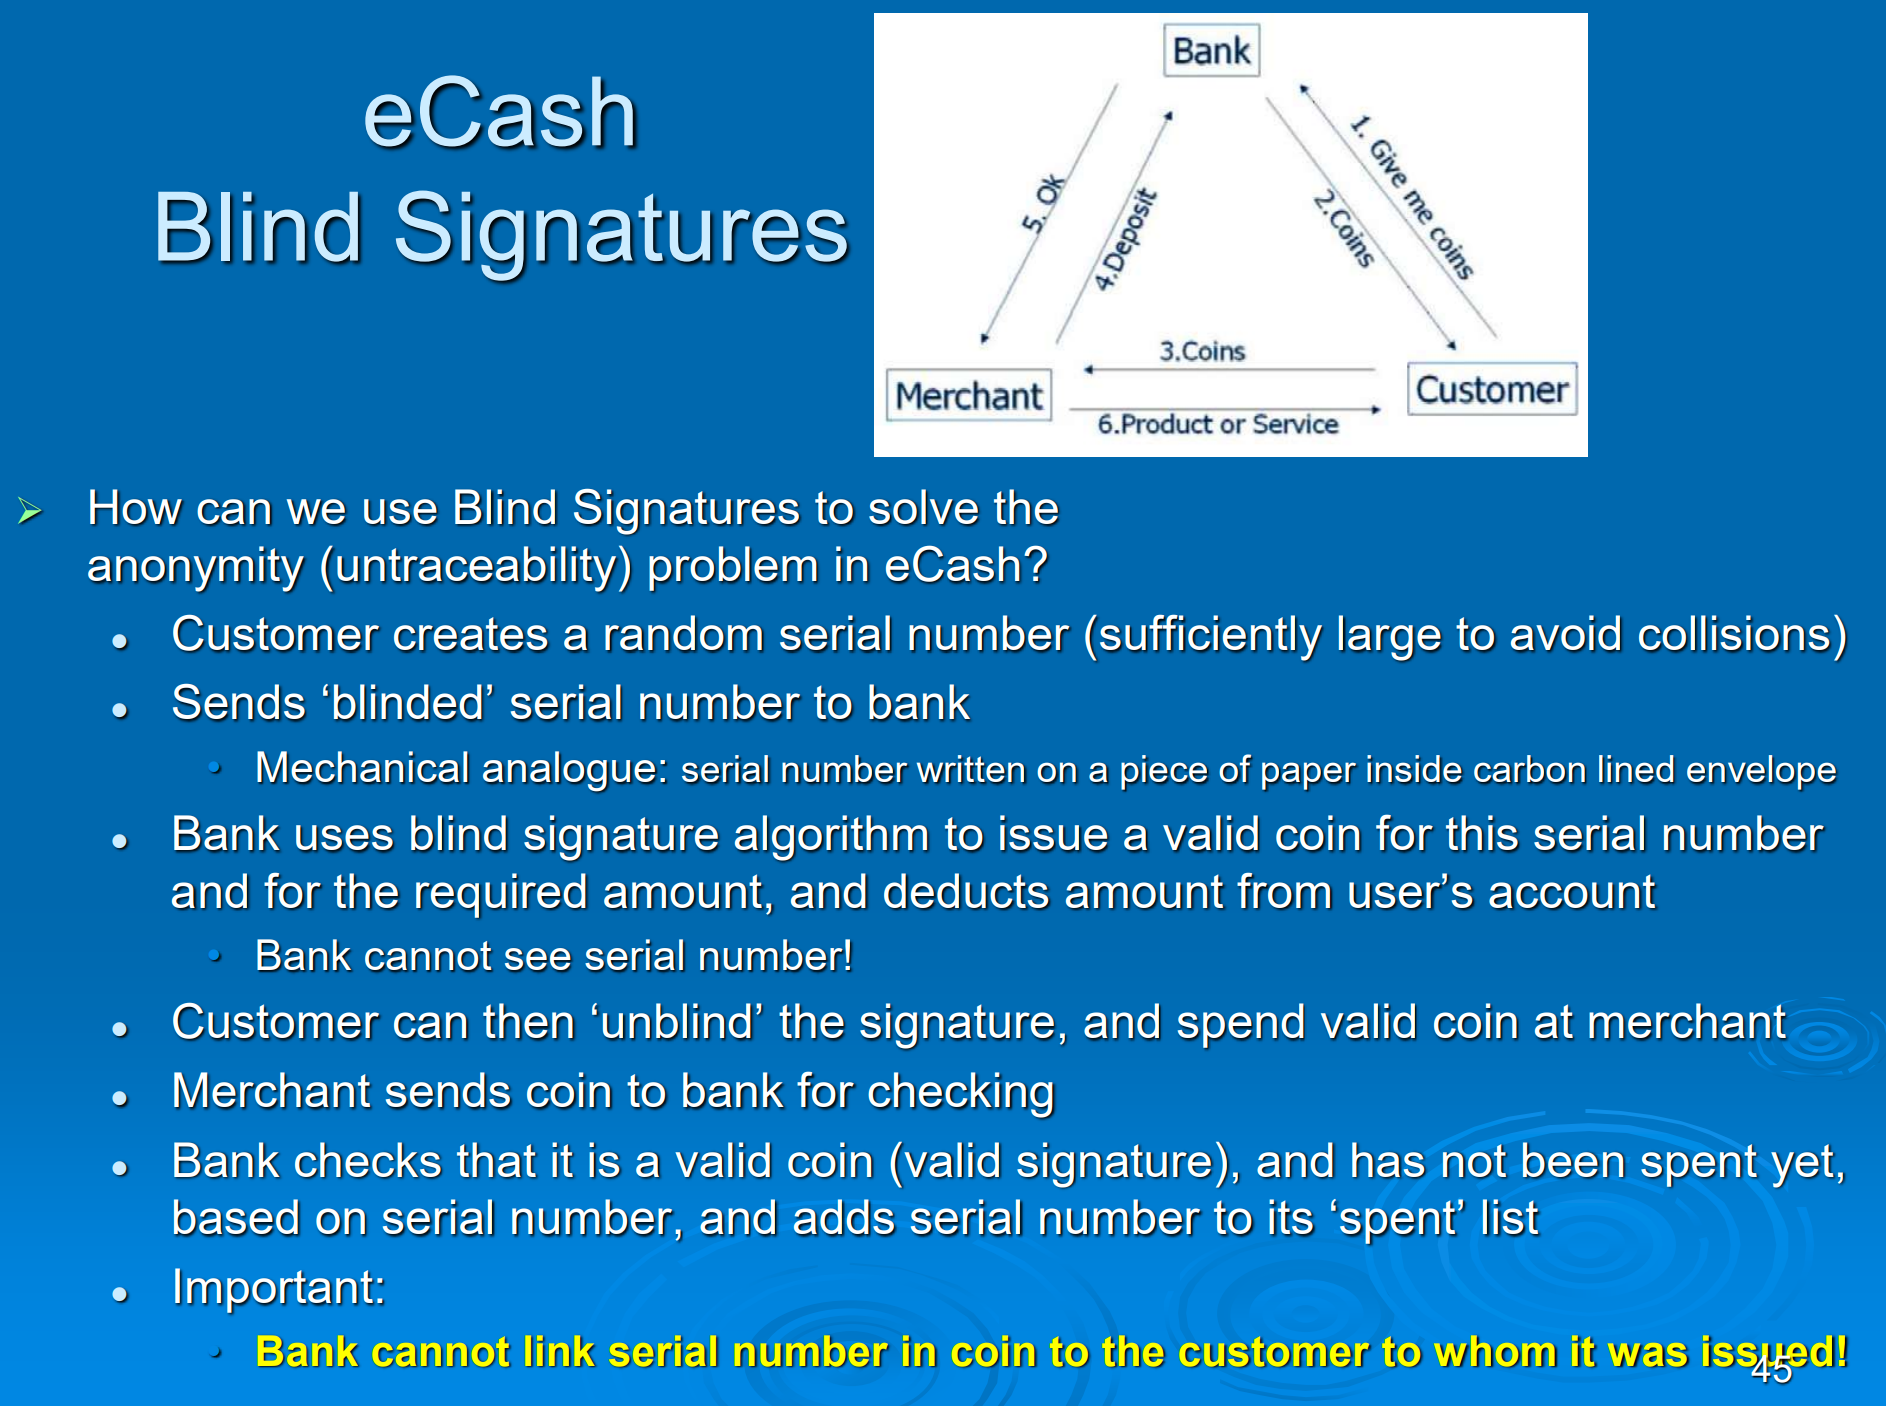 eCash
Blind Signatures
Bank
1. Give me coins
2.Coins
5. Ok
4.Deposit
3.Coins
Merchant
Customer
6.Product or Service
How can we use Blind Signatures to solve the
anonymity (untraceability) problem in eCash?
Customer creates a random serial number (sufficiently large to avoid collisions)
Sends ‘blinded’ serial number to bank
Mechanical analogue: serial number written on a piece of paper inside carbon lined envelope
Bank uses blind signature algorithm to issue a valid coin for this serial number
and for the required amount, and deducts amount from user’s account
Bank cannot see serial number!
Customer can then ‘unblind’ the signature, and spend valid coin at merchant
Merchant sends coin to bank for checking
Bank checks that it is a valid coin (valid signature), and has not been spent yet,
based on serial number, and adds serial number to its ‘spent’ list
Important:
Bank cannot link serial number in coin to the customer to whom it was issued!
45